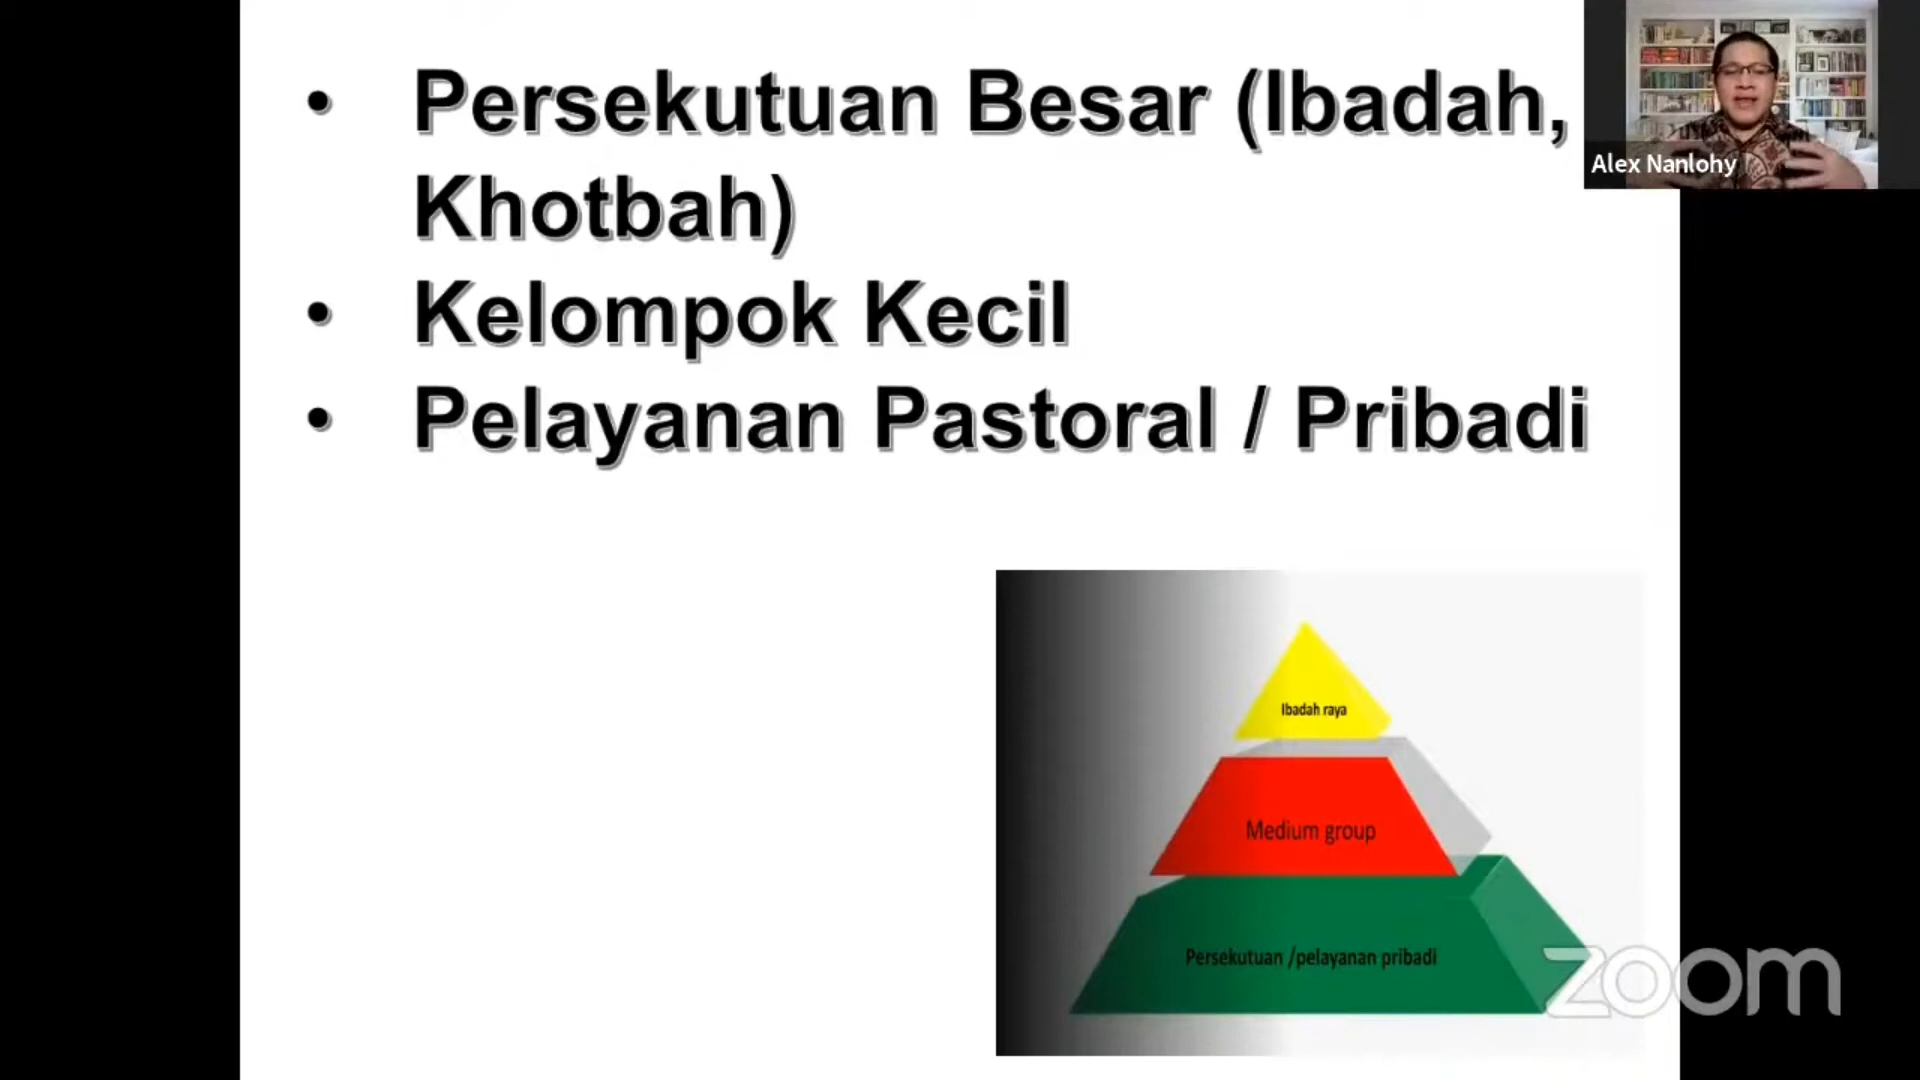 • Persekutuan Besar (Ibadah,
Khotbah)
• Kelompok Kecil
• Pelayanan Pastoral / Pribadi
Alex Nanlohy
Ibadah raya
Medium group
Persekutuan /pelayanan pribadi
zoom